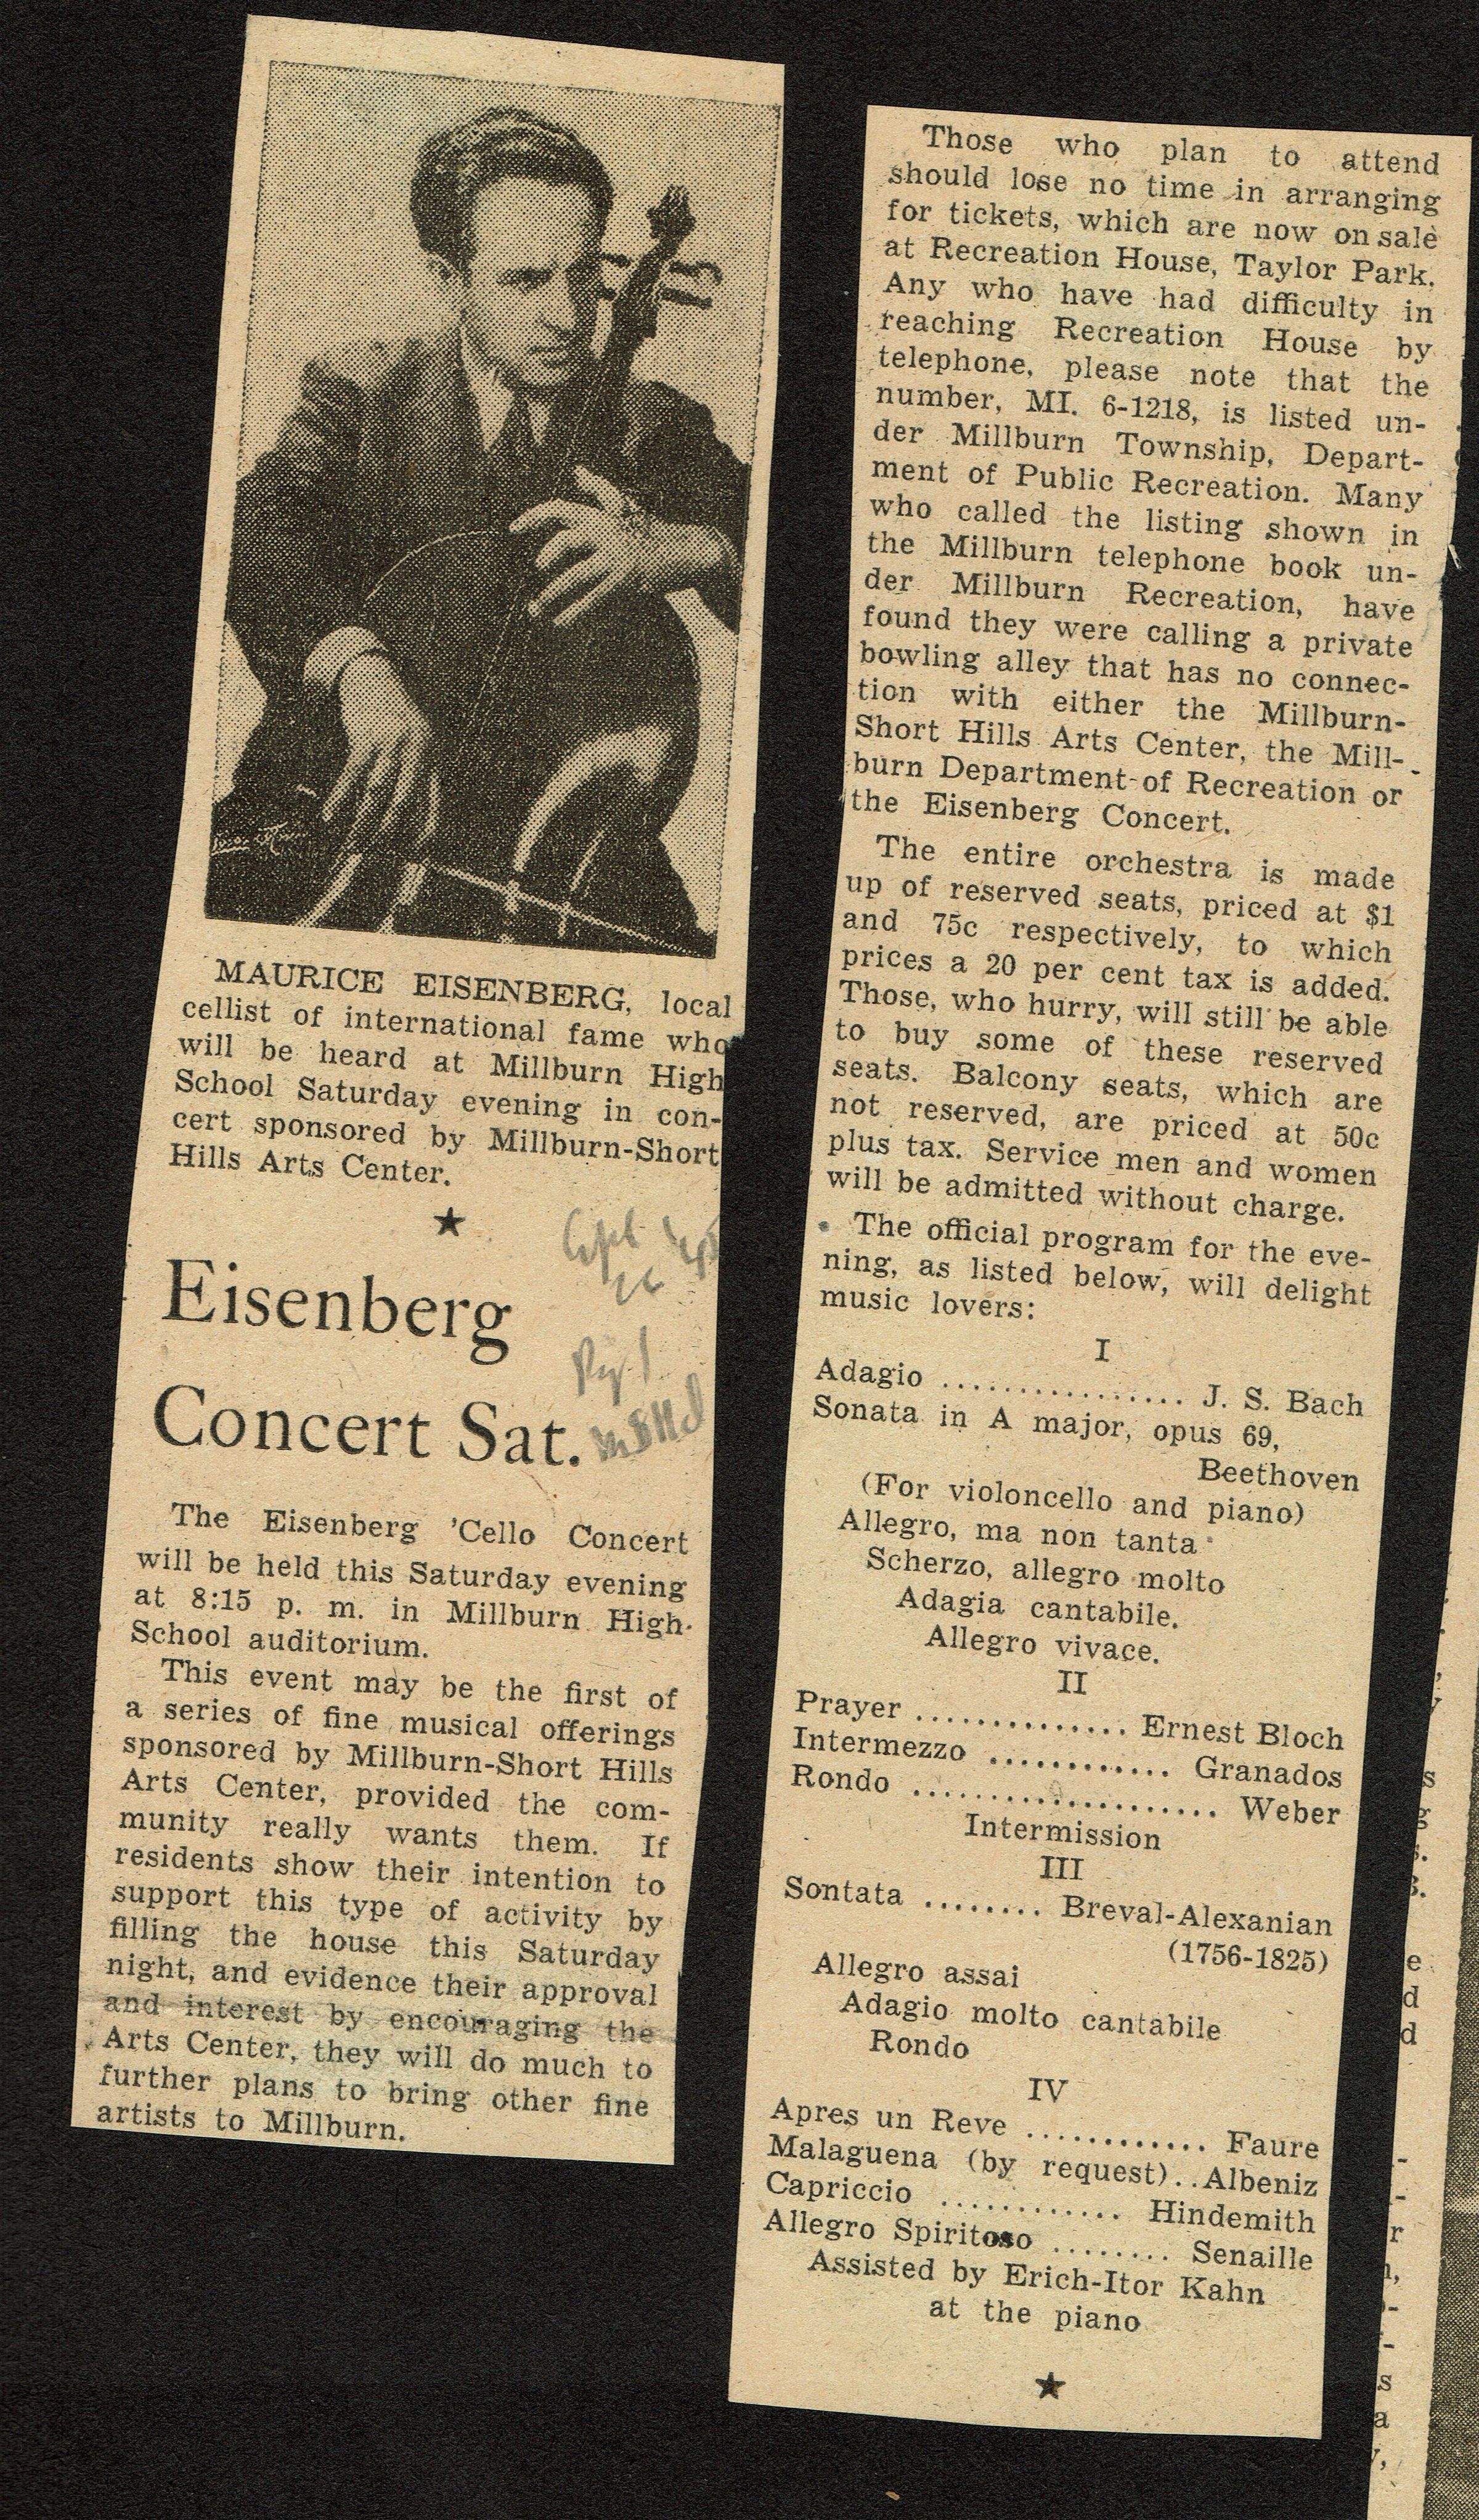 MAURICE EISENBERG, local
cellist of international fame who
will be heard at Millburn High
School Saturday evening in con-
cert sponsored by Millburn-Short
Hills Arts Center.
★
Eisenberg
Concert Sat.
The Eisenberg 'Cello Concert
will be held this Saturday evening
at 8:15 p. m. in Millburn High
School auditorium.
This event may be the first of
a series of fine musical offerings
sponsored by Millburn-Short Hills
Arts Center, provided the com-
munity really wants them. If
residents show their intention to
support this type of activity by
filling the house this Saturday
night, and evidence their approval
and interest by encouraging the
Arts Center, they will do much to
further plans to bring other fine
artists to Millburn.
Those who plan to attend
should lose no time in arranging
for tickets, which are now on sale
at Recreation House, Taylor Park.
Any who have had difficulty in
reaching Recreation House by
telephone, please note that the
number, MI. 6-1218, is listed un-
der Millburn Township, Depart-
ment of Public Recreation. Many
who called the listing shown in
the Millburn telephone book un-
der Millburn Recreation, have
found they were calling a private
bowling alley that has no connec-
tion with either the Millburn-
Short Hills Arts Center, the Mill-
burn Department of Recreation or
the Eisenberg Concert.
The entire orchestra is made
up of reserved seats, priced at $1
and 75c respectively, to which
prices a 20 per cent tax is added.
Those, who hurry, will still be able
to buy some of these reserved
seats. Balcony seats, which are
not reserved, are priced at 50c
plus tax. Service men and women
will be admitted without charge.
The official program for the eve-
ning, as listed below, will delight
music lovers:
I
Adagio ................ J. S. Bach
Sonata in A major, opus 69,
Beethoven
(For violoncello and piano)
Allegro, ma non tanta
Scherzo, allegro molto
Adagia cantabile.
Allegro vivace.
II
Prayer .............. Ernest Bloch
Intermezzo ............ Granados
Rondo .................... Weber
Intermission
III
Sontata ........ Breval-Alexanian
(1756-1825)
Allegro assai
Adagio molto cantabile
Rondo
IV
Apres un Reve ............ Faure
Malaguena (by request)..Albeniz
Capriccio ............ Hindemith
Allegro Spiritoso ........ Senaille
Assisted by Erich-Itor Kahn
at the piano
★